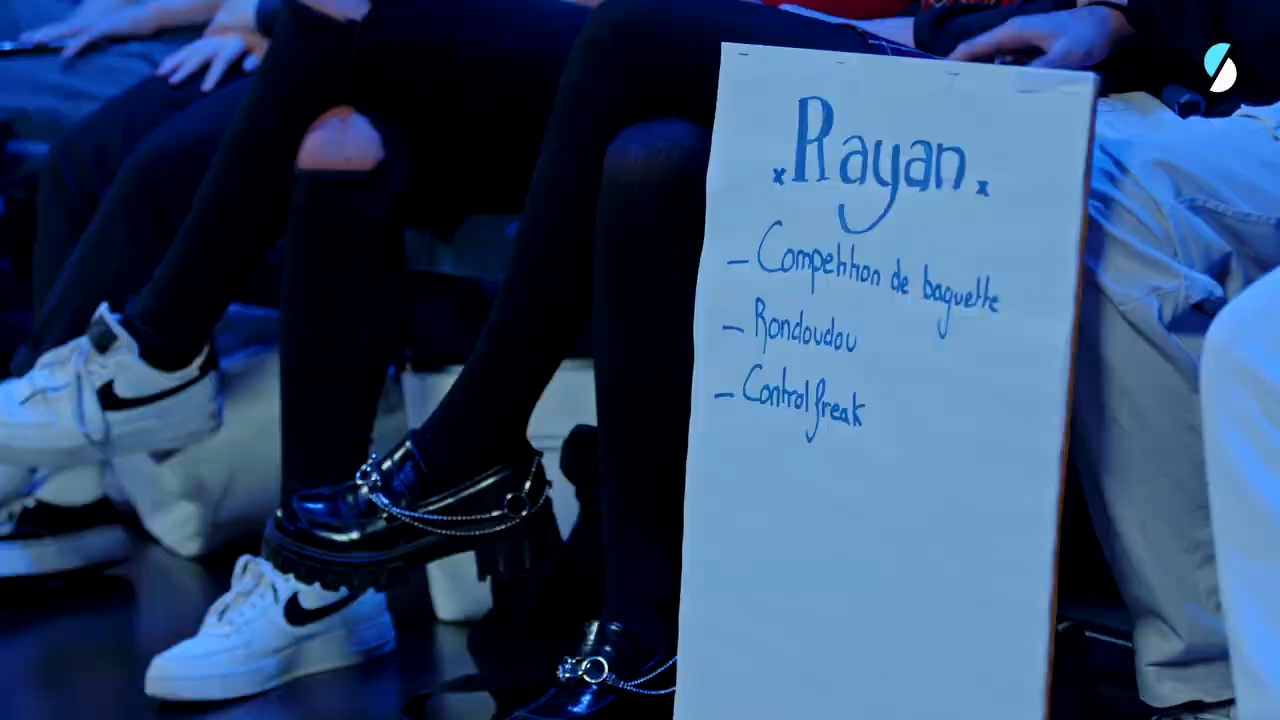 x Rayan x
- Competition de baguette
- Rondoudou
- Control freak